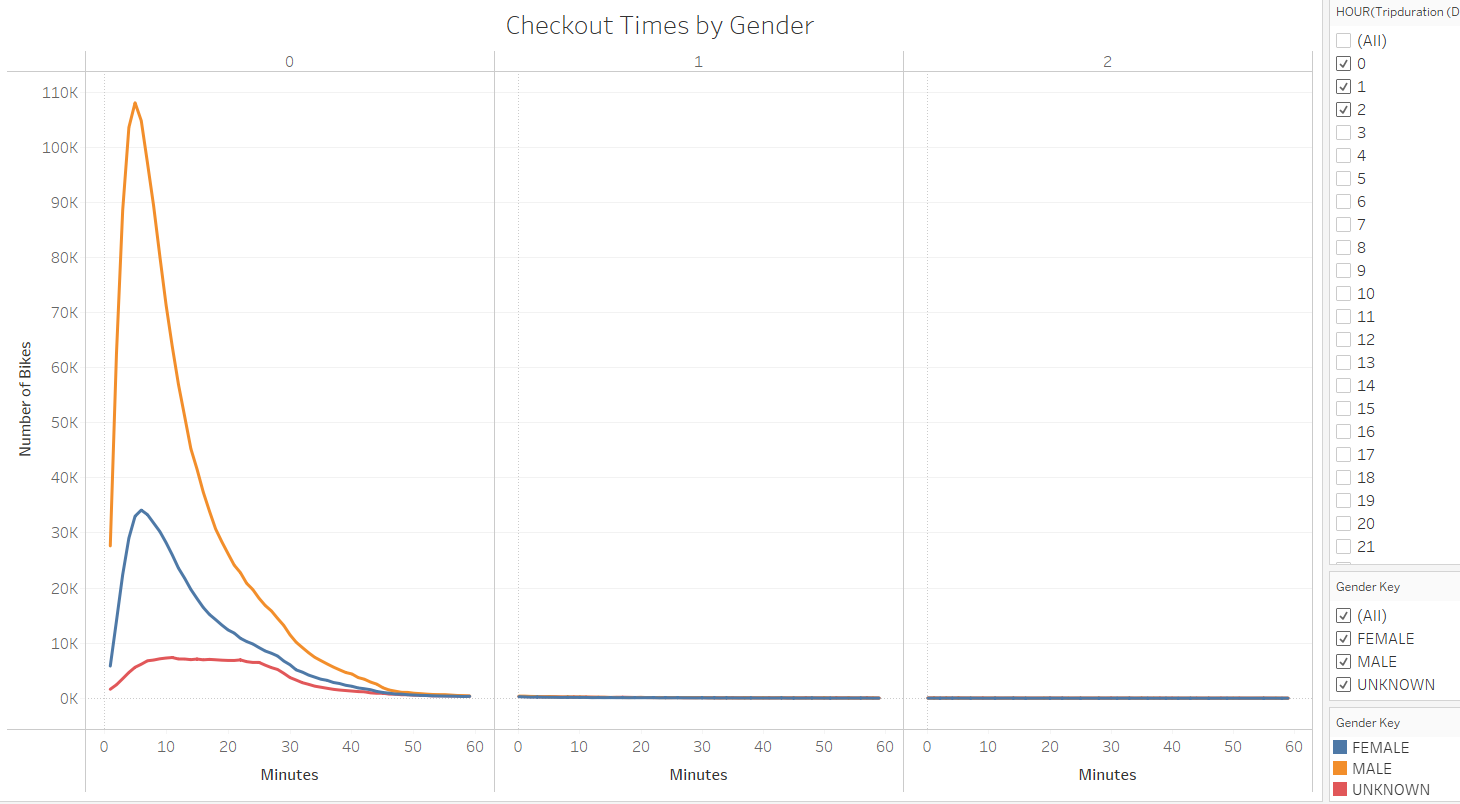 Checkout Times by Gender
0 1 2
110K
100K
90K
80K
70K
60K
50K
40K
30K
20K
10K
0K
Number of Bikes
0 10 20 30 40 50 60 0 10 20 30 40 50 60 0 10 20 30 40 50 60
Minutes Minutes Minutes
HOUR(Tripduration (D
(All)
0
1
2
3
4
5
6
7
8
9
10
11
12
13
14
15
16
17
18
19
20
21
Gender Key
(All)
FEMALE
MALE
UNKNOWN
Gender Key
FEMALE
MALE
UNKNOWN